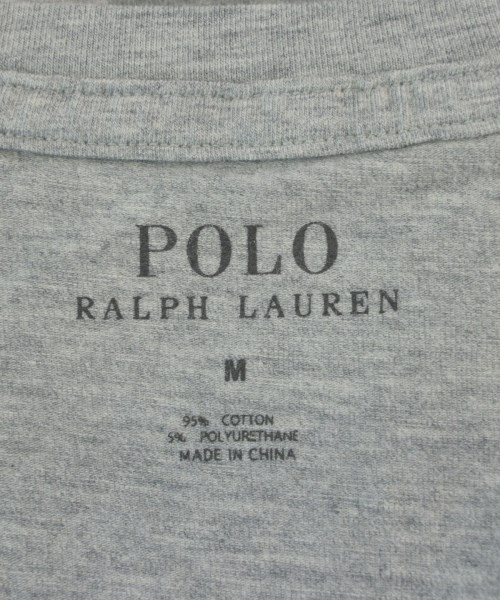 POLO
RALPH LAUREN
M
95% COTTON
5% POLYURETHANE
MADE IN CHINA